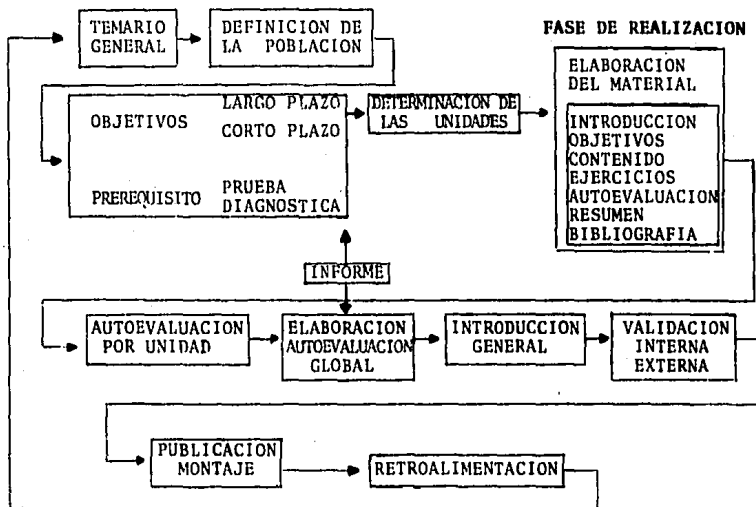 FASE DE REALIZACION
TEMARIO
GENERAL
DEFINICION DE
LA POBLACION
ELABORACION
DEL MATERIAL
INTRODUCCION
OBJETIVOS
CONTENIDO
EJERCICIOS
AUTOEVALUACION
RESUMEN
BIBLIOGRAFIA
OBJETIVOS
LARGO PLAZO
CORTO PLAZO
PREREQUISITO
PRUEBA
DIAGNOSTICA
DETERMINACION DE
LAS UNIDADES
INFORME
AUTOEVALUACION
POR UNIDAD
ELABORACION
AUTOEVALUACION
GLOBAL
INTRODUCCION
GENERAL
VALIDACION
INTERNA
EXTERNA
PUBLICACION
MONTAJE
RETROALIMENTACION